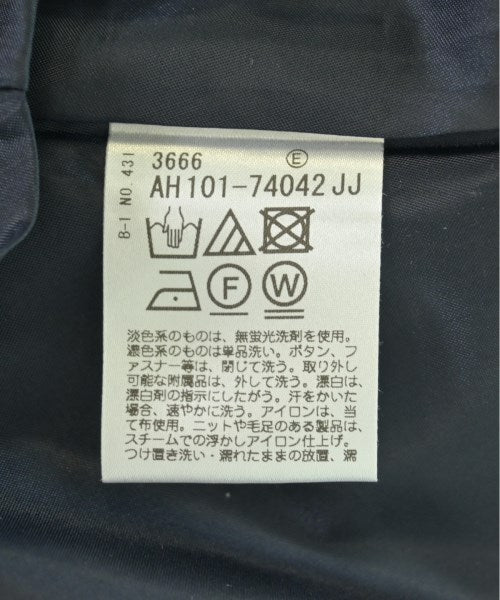 B-1 NO.431
3666 E
AH101-74042JJ
F W
淡色系のものは、無蛍光洗剤を使用。
濃色系のものは単品洗い。ボタン、フ
ァスナー等は、閉じて洗う。取り外し
可能な附属品は、外して洗う。漂白は、
漂白剤の指示にしたがう。汗をかいた
場合、速やかに洗う。アイロンは、当
て布使用。ニットや毛足のある製品は、
スチームでの浮かしアイロン仕上げ。
つけ置き洗い・濡れたままの放置、濡